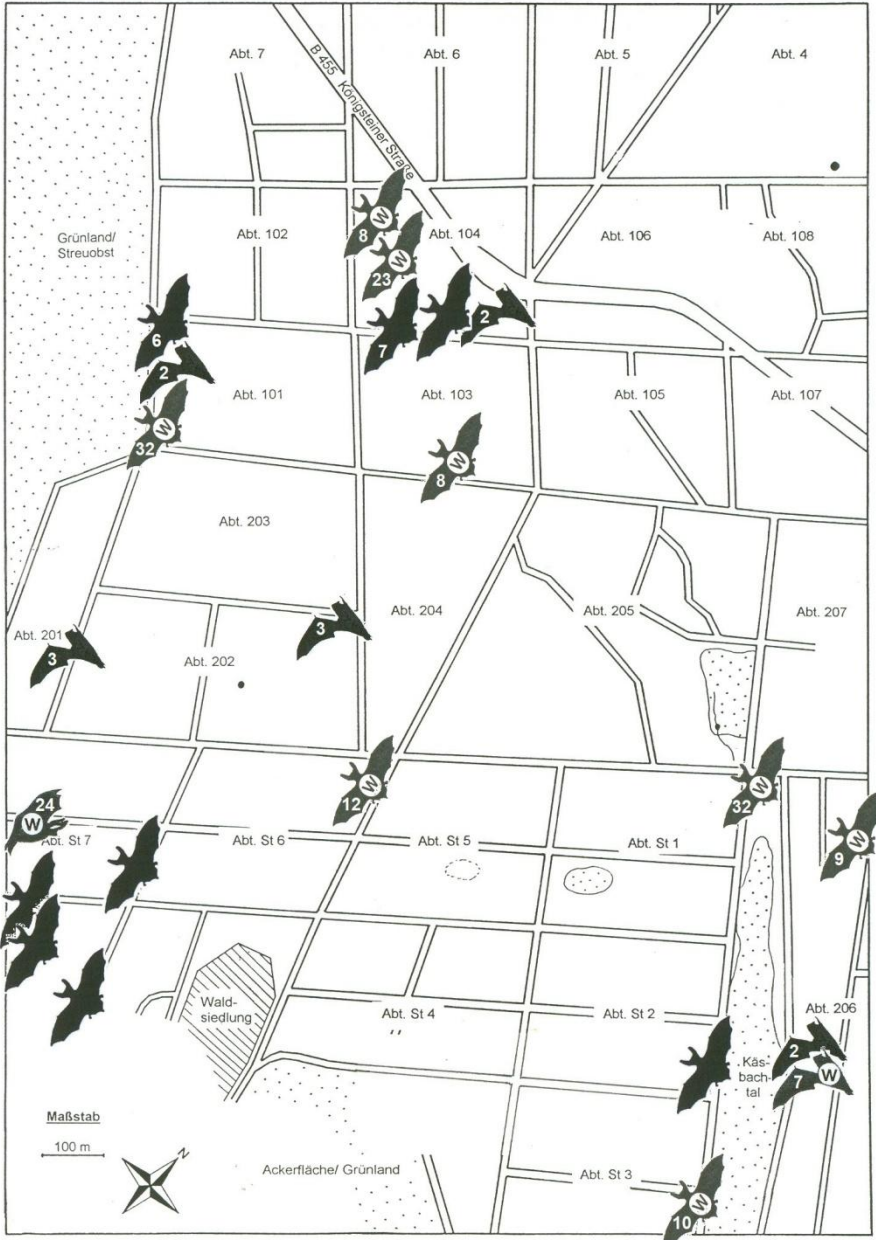 Abt. 7
Abt. 6
Abt. 5
Abt. 4
B 455 Königsteiner Straße
Grünland/
Streuobst
Abt. 102
8 W
Abt. 104
Abt. 106
Abt. 108
W
23
6
7
2
2
Abt. 101
Abt. 103
Abt. 105
Abt. 107
W
32
W
8
Abt. 203
Abt. 201
3
Abt. 202
3
Abt. 204
Abt. 205
Abt. 207
W
12
W
32
24
W
Abt. St 7
Abt. St 6
Abt. St 5
Abt. St 1
W
9
Wald-
siedlung
Abt. St 4
Abt. St 2
Abt. 206
Käs-
bach-
tal
2
7 W
Maßstab
100 m
N
Ackerfläche/ Grünland
Abt. St 3
W
10